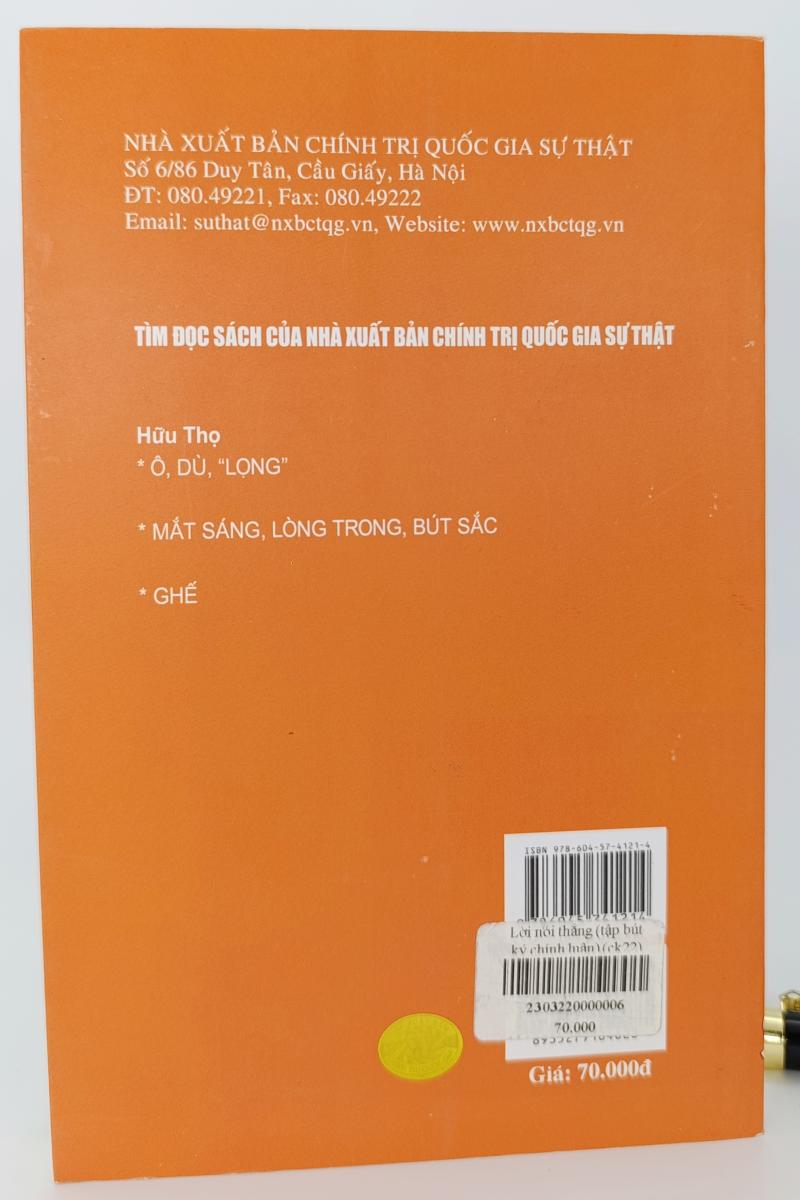 NHÀ XUẤT BẢN CHÍNH TRỊ QUỐC GIA SỰ THẬT
Số 6/86 Duy Tân, Cầu Giấy, Hà Nội
ĐT: 080.49221, Fax: 080.49222
Email: suthat@nxbctqg.vn, Website: www.nxbctqg.vn
TÌM ĐỌC SÁCH CỦA NHÀ XUẤT BẢN CHÍNH TRỊ QUỐC GIA SỰ THẬT
Hữu Thọ
* Ô, DÙ, “LỌNG”
* MẮT SÁNG, LÒNG TRONG, BÚT SẮC
* GHẾ
ISBN 978-604-57-4121-4
Lời nói thẳng (tập bút
ký chính luận) (ck22)
2303220000006
70.000
Giá: 70.000đ